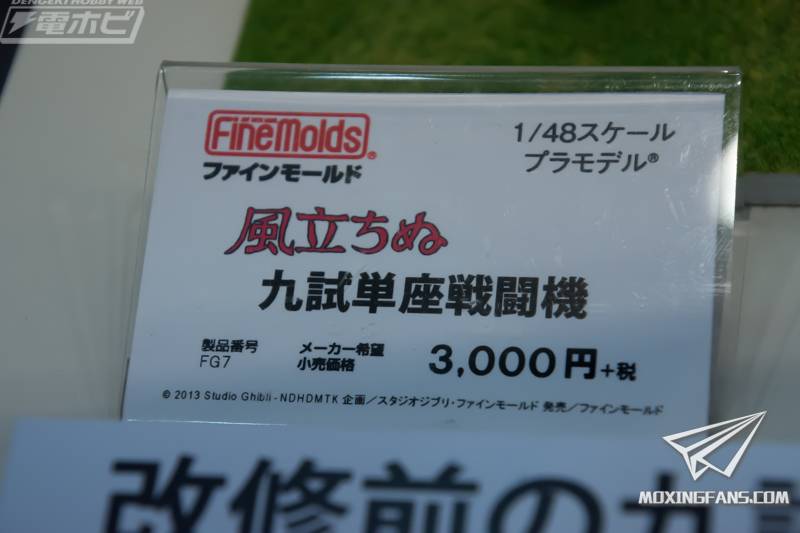 DENGEKI HOBBY WEB
電ホビ
FineMolds®
ファインモールド
1/48スケール
プラモデル®
風立ちぬ
九試単座戦闘機
製品番号
FG7
メーカー希望
小売価格
3,000円+税
© 2013 Studio Ghibli - NDHDMTK 企画／スタジオジブリ・ファインモールド 発売／ファインモールド
改修前の九試
MOXINGFANS.COM